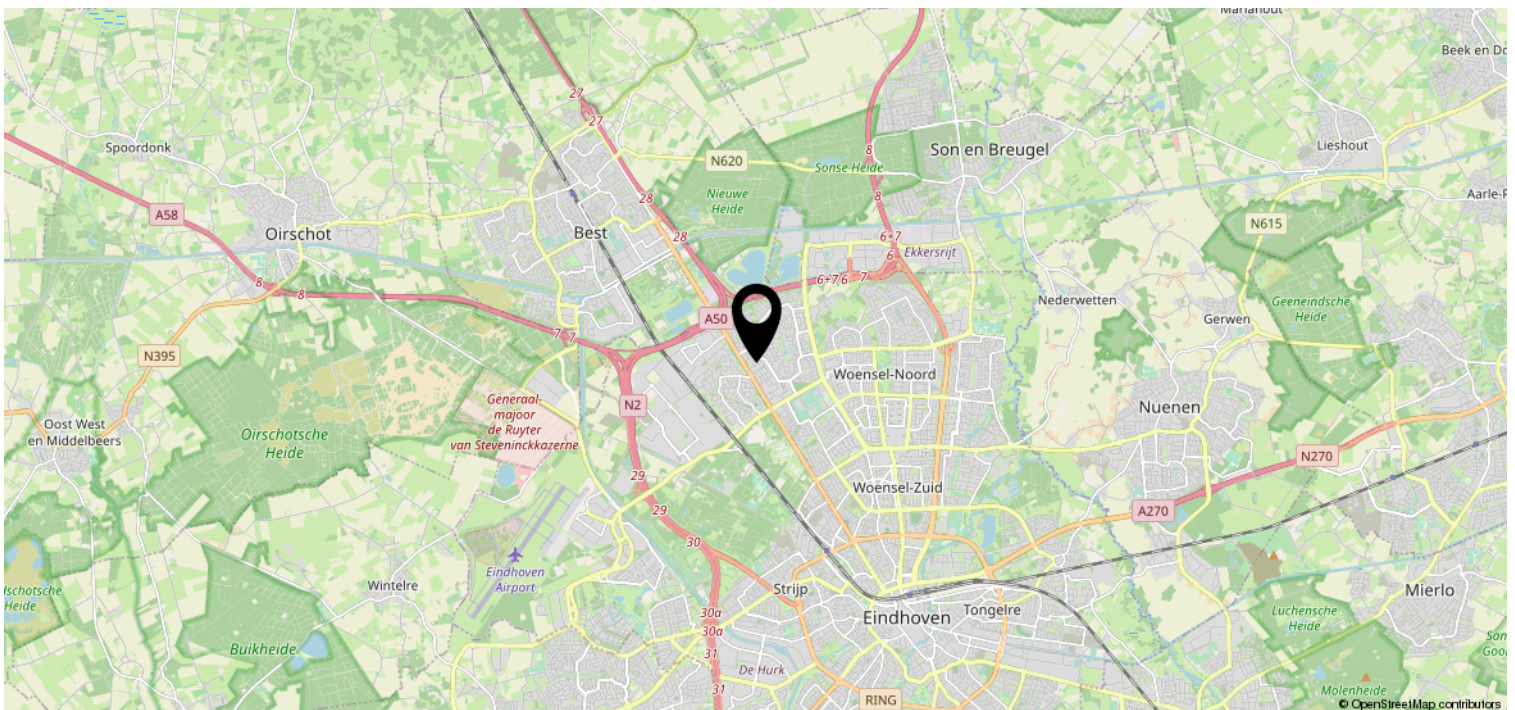 Mariahout
Beek en Do
27
27
Spoordonk
8
Son en Breugel
Lieshout
N620
Sonse Heide
Nieuwe
Heide
8
28
Aarle-R
A58
N615
Oirschot
Best
28
6+7
6
Ekkersrijt
8
8
6+7 6
7
Nederwetten
Geeneindsche
Heide
Gerwen
A50
7
7
N395
Woensel-Noord
N2
Generaal-
majoor
de Ruyter
van Steveninckkazerne
Nuenen
Oost West
en Middelbeers
Oirschotsche
Heide
N270
29
Woensel-Zuid
29
A270
30
Eindhoven
Airport
Wintelre
Strijp
Mierlo
lschotsche
Heide
30a
30a
Eindhoven
Tongelre
Luchensche
Heide
Buikheide
31
De Hurk
31
RING
Molenheide
© OpenStreetMap contributors